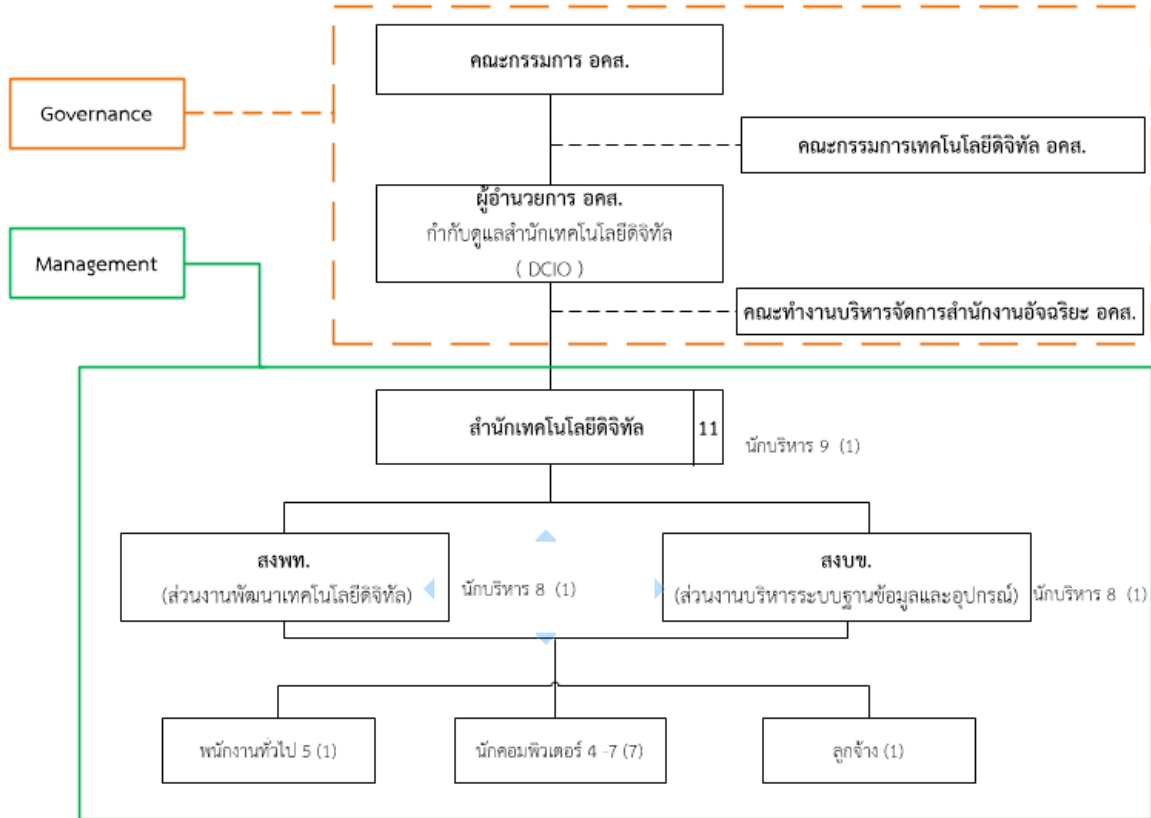 คณะกรรมการ อคส.
Governance
คณะกรรมการเทคโนโลยีดิจิทัล อคส.
ผู้อำนวยการ อคส.
กำกับดูแลสำนักเทคโนโลยีดิจิทัล
( DCIO )
Management
คณะทำงานบริหารจัดการสำนักงานอัจฉริยะ อคส.
สำนักเทคโนโลยีดิจิทัล 11
นักบริหาร 9 (1)
สงพท.
(ส่วนงานพัฒนาเทคโนโลยีดิจิทัล)
นักบริหาร 8 (1)
สงบข.
(ส่วนงานบริหารระบบฐานข้อมูลและอุปกรณ์)
นักบริหาร 8 (1)
พนักงานทั่วไป 5 (1)
นักคอมพิวเตอร์ 4 -7 (7)
ลูกจ้าง (1)